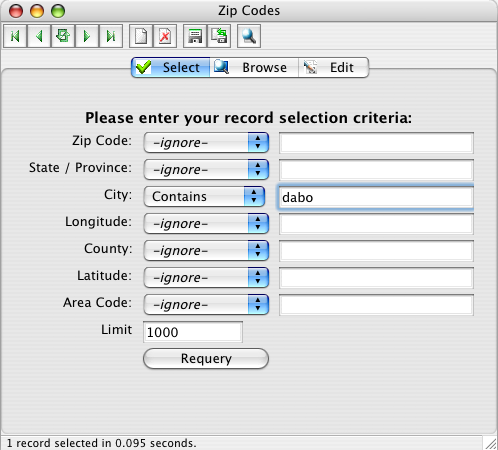 Zip Codes
Select Browse Edit
Please enter your record selection criteria:
Zip Code: -ignore-
State / Province: -ignore-
City: Contains dabo
Longitude: -ignore-
County: -ignore-
Latitude: -ignore-
Area Code: -ignore-
Limit 1000
Requery
1 record selected in 0.095 seconds.